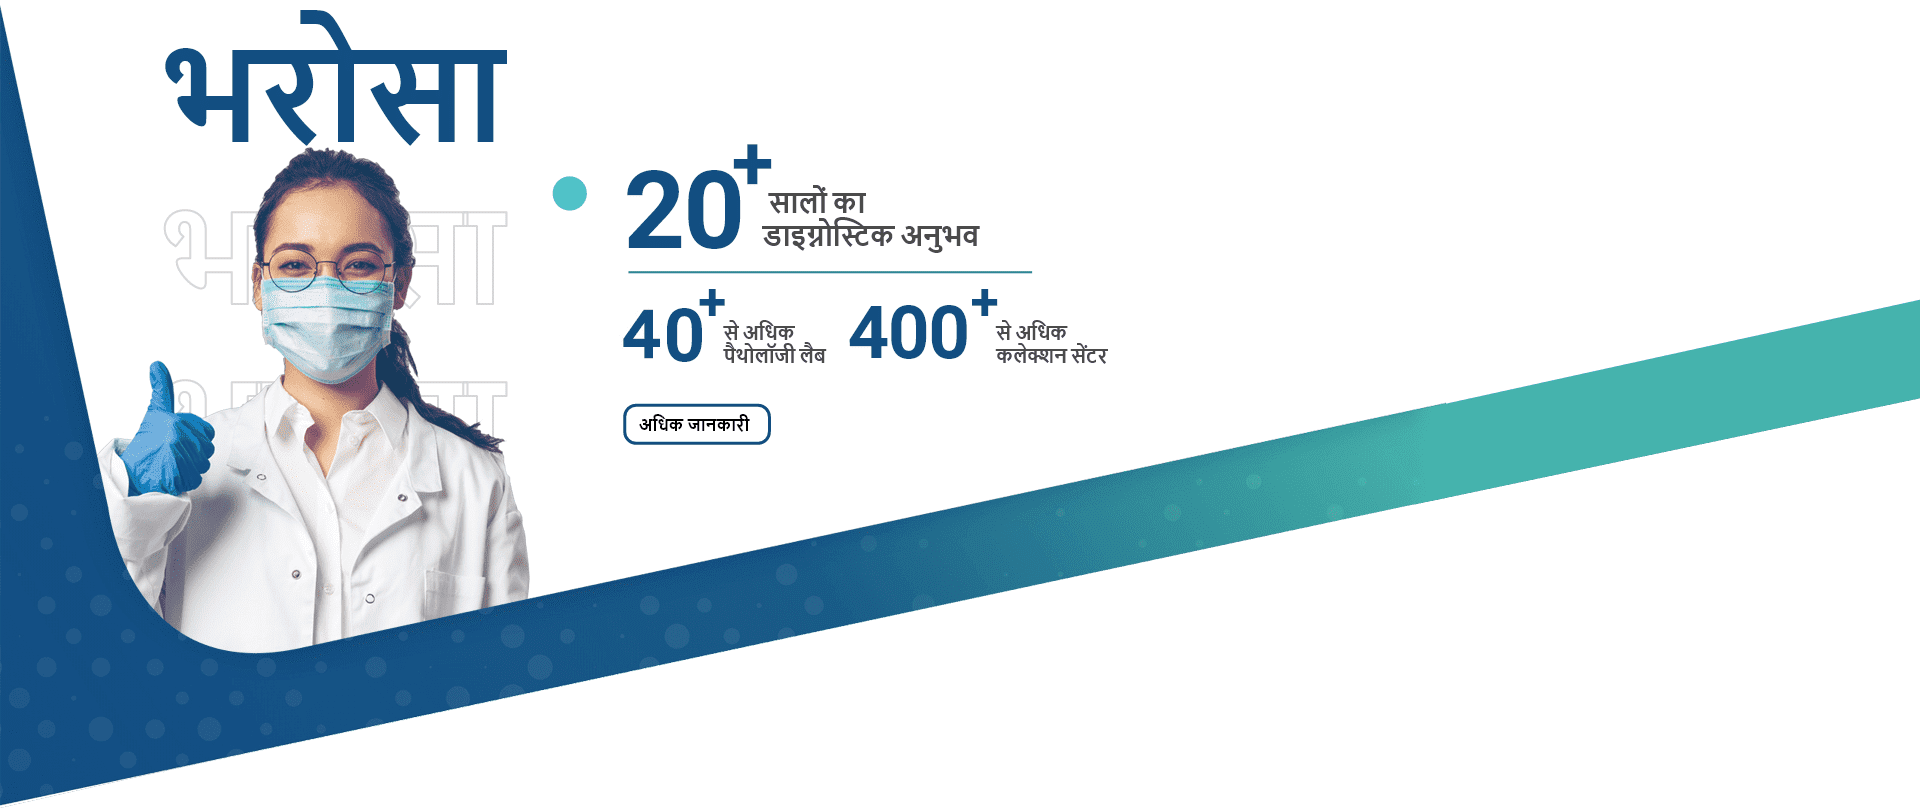 भरोसा
20+ सालों का
डाइग्नोस्टिक अनुभव
40+ से अधिक
पैथोलॉजी लैब
400+ से अधिक
कलेक्शन सेंटर
अधिक जानकारी